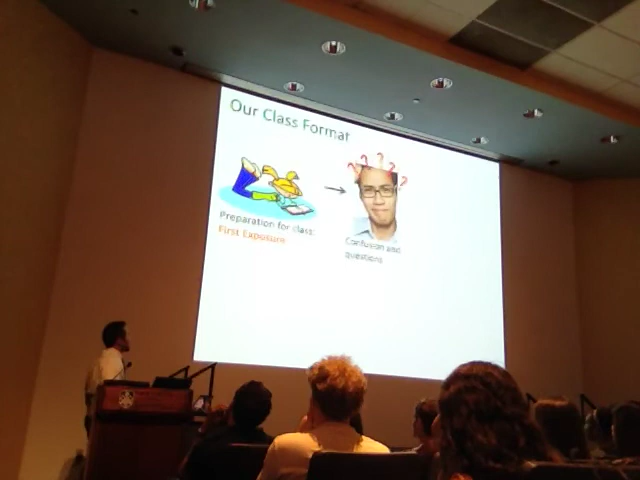 Our Class Format
Preparation for class:
First Exposure
Confusion and
questions